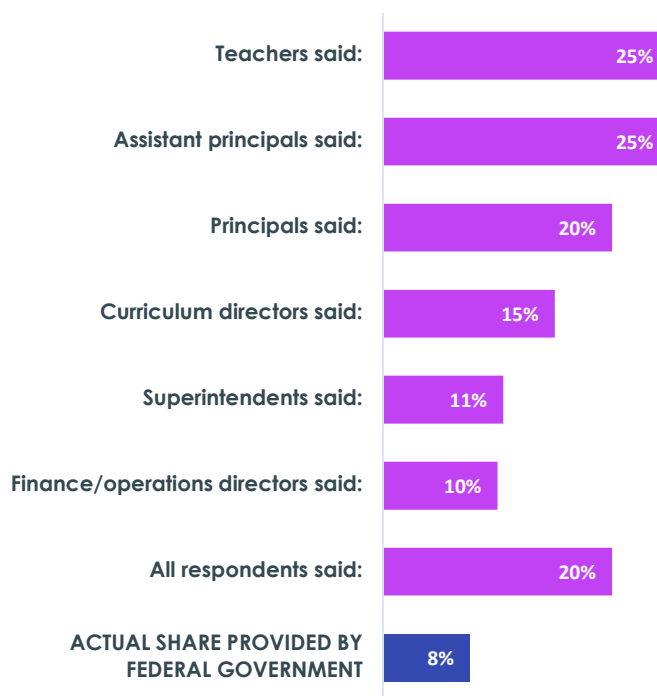 Teachers said:
25%
Assistant principals said:
25%
Principals said:
20%
Curriculum directors said:
15%
Superintendents said:
11%
Finance/operations directors said:
10%
All respondents said:
20%
ACTUAL SHARE PROVIDED BY
FEDERAL GOVERNMENT
8%